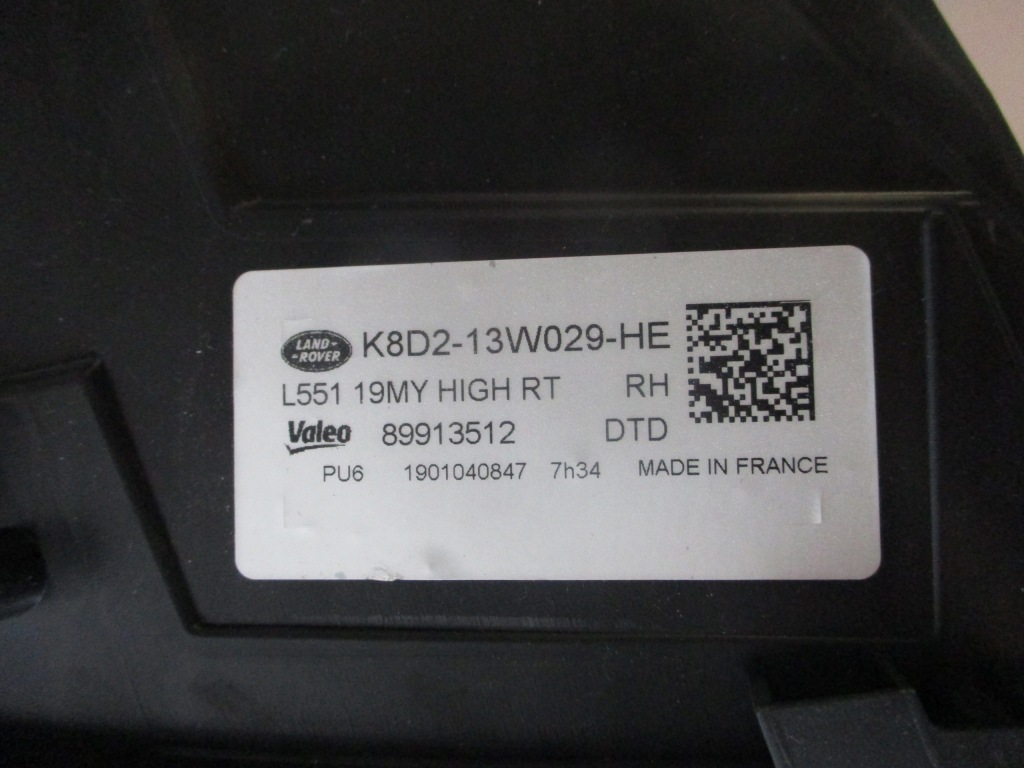 LAND-
-ROVER
K8D2-13W029-HE
L551 19MY HIGH RT RH
Valeo 89913512 DTD
PU6 1901040847 7h34 MADE IN FRANCE